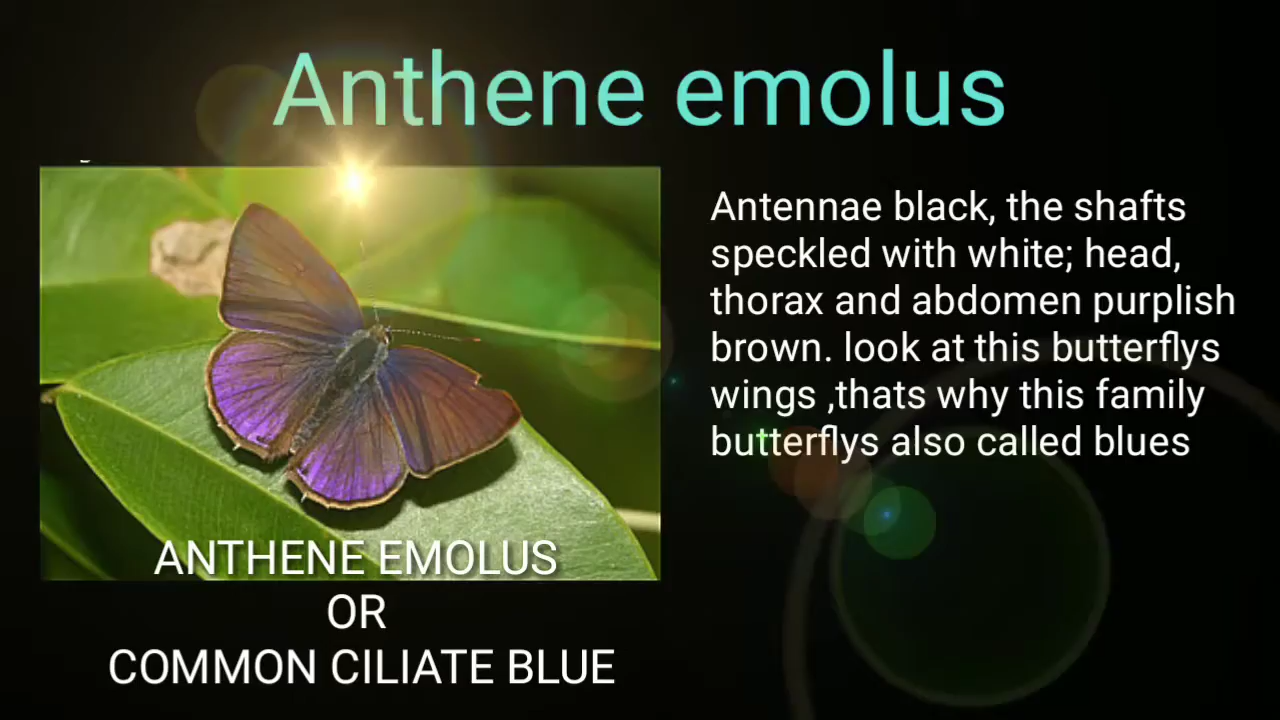 Anthene emolus
Antennae black, the shafts
speckled with white; head,
thorax and abdomen purplish
brown. look at this butterflys
wings ,thats why this family
butterflys also called blues
ANTHENE EMOLUS
OR
COMMON CILIATE BLUE